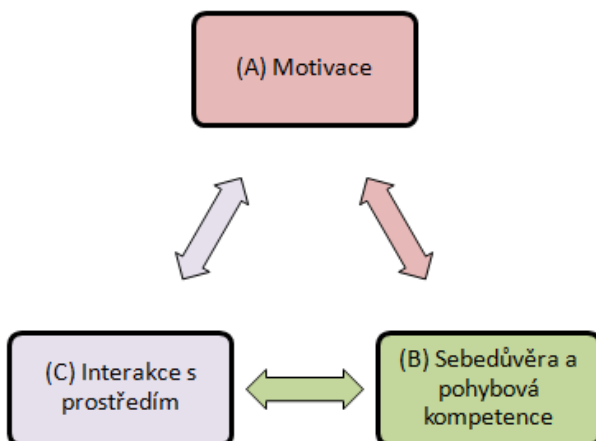 (A) Motivace
(C) Interakce s
prostředím
(B) Sebedůvěra a
pohybová
kompetence